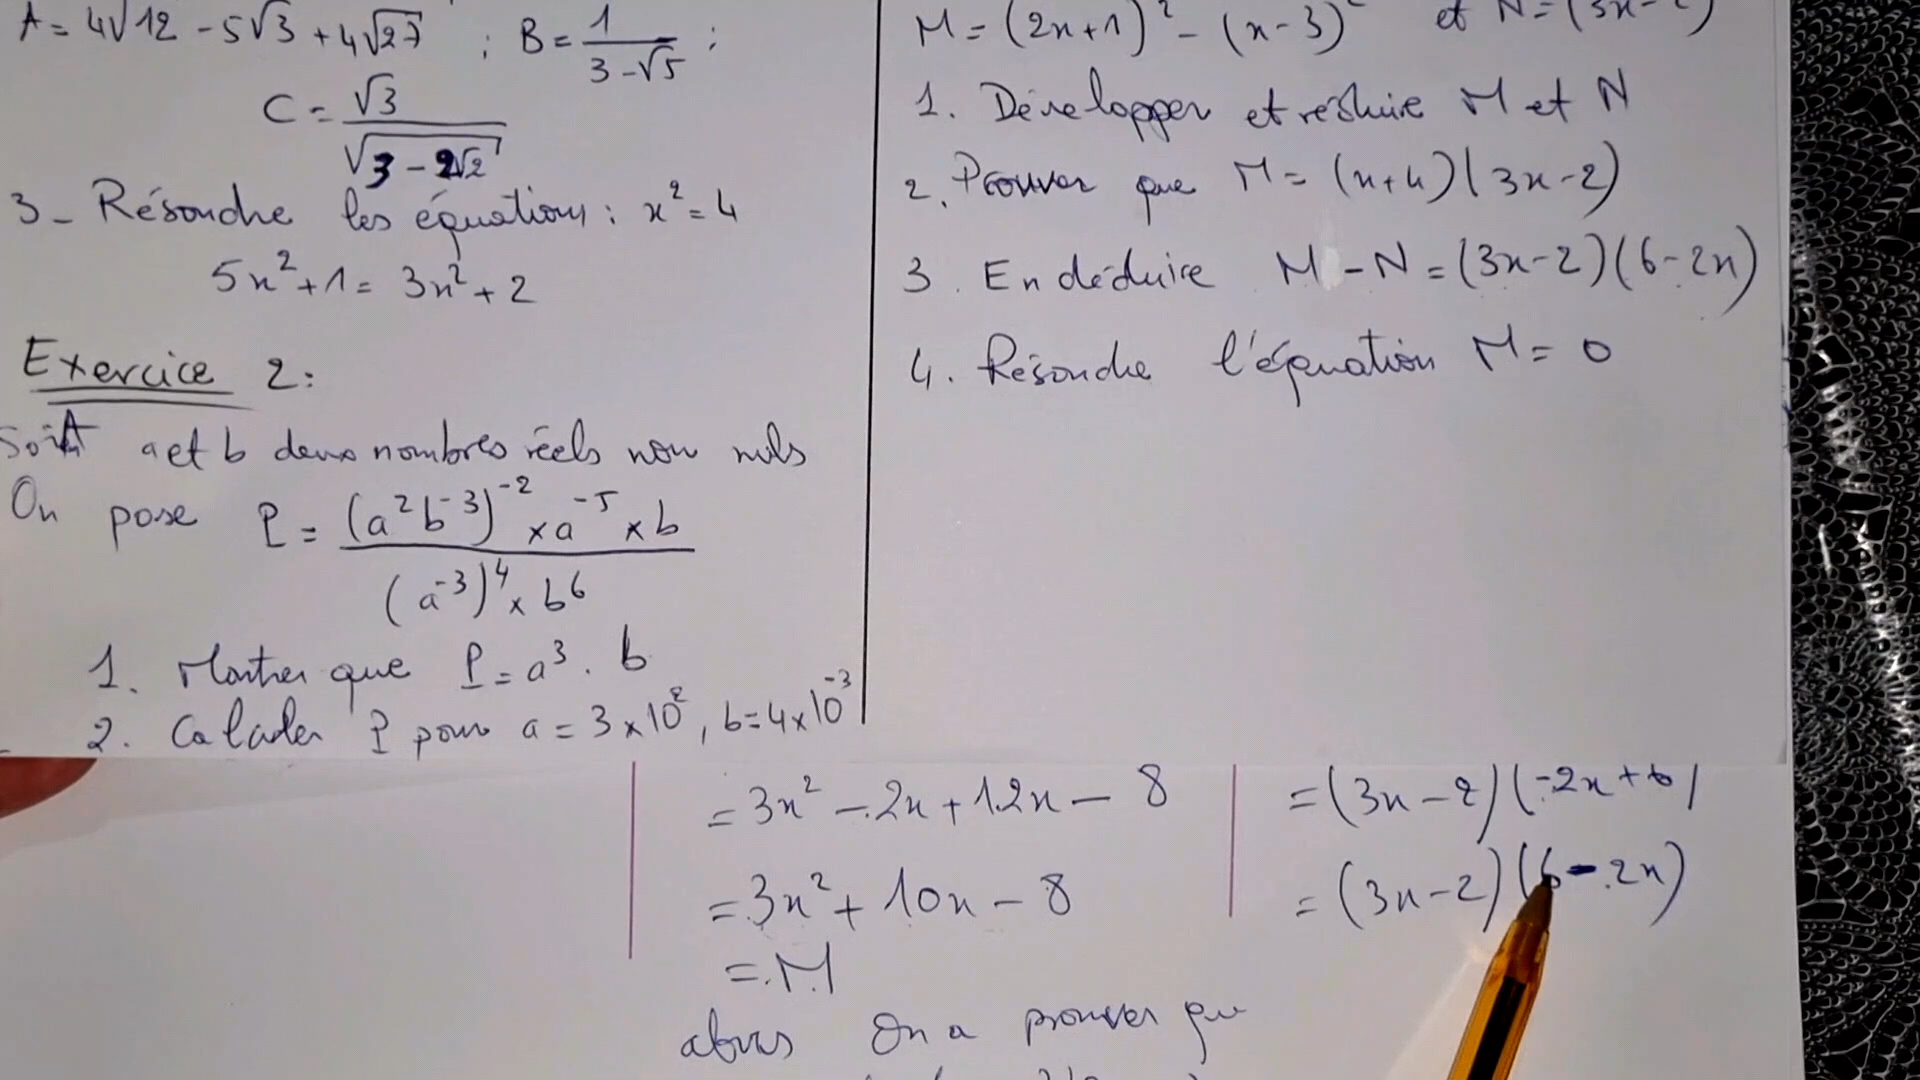 A = 4√12 - 5√3 + 4√27 ; B = 1/(3 - √5) ;
C = √3/√(3 - 2√2)
3 - Résoudre les équations : x² = 4
5x² + 1 = 3x² + 2
Exercice 2 :
Soit a et b deux nombres réels non nuls
On pose P = ((a²b⁻³)⁻² × a⁻⁵ × b)/((a⁻³)⁴ × b⁶)
1. Montrer que P = a³ . b
2. Calculer P pour a = 3 × 10², b = 4 × 10⁻³
M = (2x+1)² - (x-3)² et N = (3x-2)
1. Développer et réduire M et N
2. Prouver que M = (x+4)(3x-2)
3. En déduire M - N = (3x-2)(6-2x)
4. Résoudre l'équation M = 0
= 3x² - 2x + 12x - 8
= 3x² + 10x - 8
= M
alors On a prouver que
= (3x - 2)(-2x + 6)
= (3x - 2)(6 - 2x)